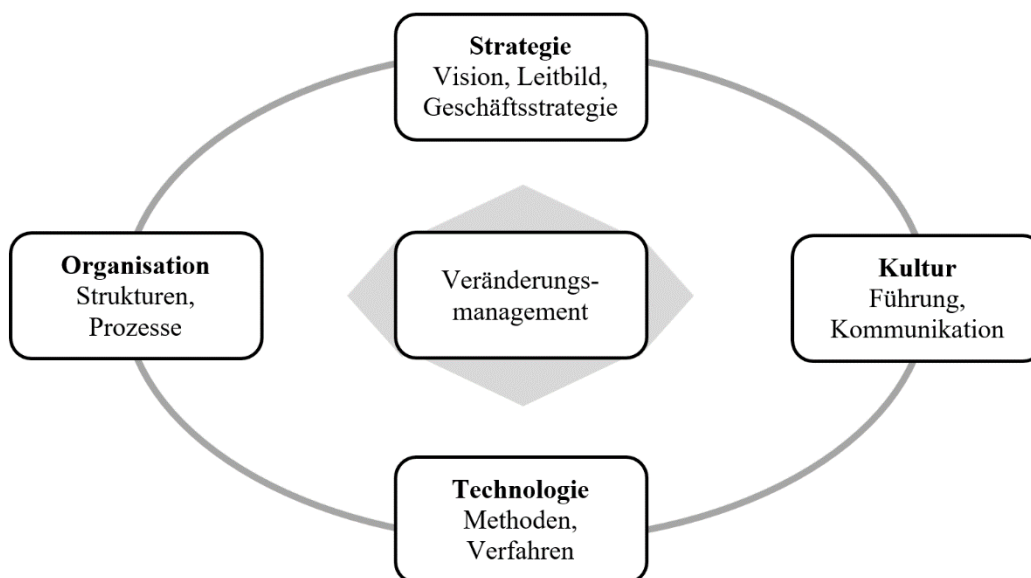 Strategie
Vision, Leitbild,
Geschäftsstrategie
Organisation
Strukturen,
Prozesse
Veränderungs-
management
Kultur
Führung,
Kommunikation
Technologie
Methoden,
Verfahren